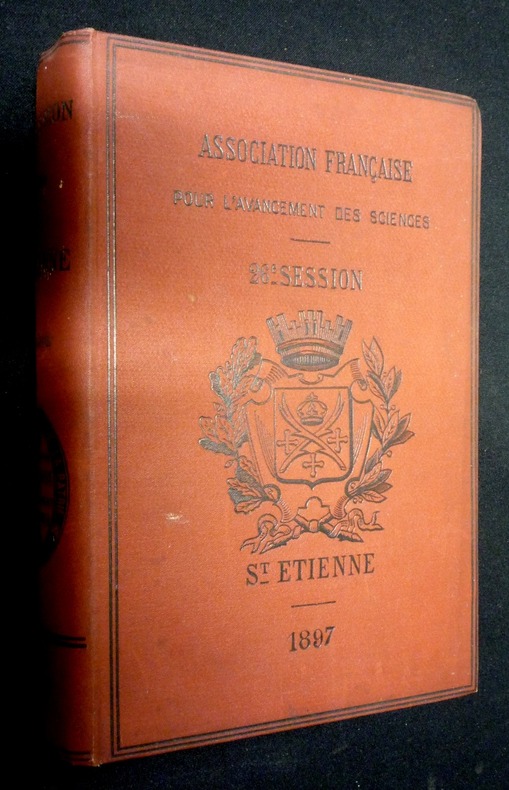 ASSOCIATION FRANÇAISE
POUR L'AVANCEMENT DES SCIENCES
26E SESSION
ST ETIENNE
1897